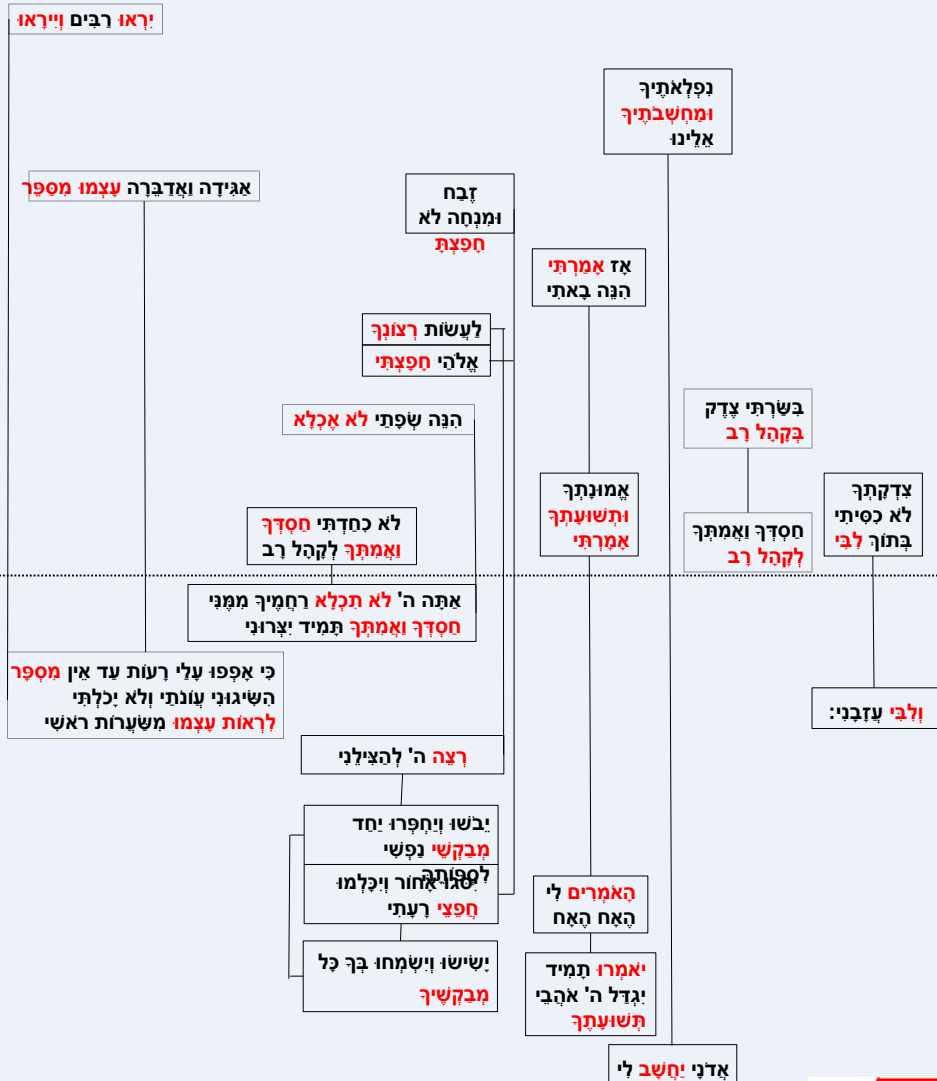 יִרְאוּ רַבִּים וְיִירָאוּ
נִפְלְאֹתֶיךָ
וּמַחְשְׁבֹתֶיךָ
אֵלֵינוּ
אַגִּידָה וַאֲדַבֵּרָה עָצְמוּ מִסַּפֵּר
זֶבַח
וּמִנְחָה לֹא
חָפַצְתָּ
אָז אָמַרְתִּי
הִנֵּה בָאתִי
לַעֲשׂוֹת רְצוֹנְךָ
אֱלֹהַי חָפָצְתִּי
בִּשַּׂרְתִּי צֶדֶק
בְּקָהָל רָב
הִנֵּה שְׂפָתַי לֹא אֶכְלָא
צִדְקָתְךָ
לֹא כִסִּיתִי
בְּתוֹךְ לִבִּי
אֱמוּנָתְךָ
וּתְשׁוּעָתְךָ
אָמָרְתִּי
חַסְדְּךָ וַאֲמִתְּךָ
לְקָהָל רָב
לֹא כִחַדְתִּי חַסְדְּךָ
וַאֲמִתְּךָ לְקָהָל רָב
אַתָּה ה' לֹא תִכְלָא רַחֲמֶיךָ מִמֶּנִּי
חַסְדְּךָ וַאֲמִתְּךָ תָּמִיד יִצְּרוּנִי
כִּי אָפְפוּ עָלַי רָעוֹת עַד אֵין מִסְפָּר
הִשִּׂיגוּנִי עֲוֹנֹתַי וְלֹא יָכֹלְתִּי
לִרְאוֹת עָצְמוּ מִשַּׂעֲרוֹת רֹאשִׁי
וְלִבִּי עֲזָבָנִי:
רְצֵה ה' לְהַצִּילֵנִי
יֵבֹשׁוּ וְיַחְפְּרוּ יַחַד
מְבַקְשֵׁי נַפְשִׁי
לִסְפּוֹתָהּ
יִסֹּגוּ אָחוֹר וְיִכָּלְמוּ
חֲפֵצֵי רָעָתִי
הָאֹמְרִים לִי
הֶאָח הֶאָח
יָשִׂישׂוּ וְיִשְׂמְחוּ בְּךָ כָּל
מְבַקְשֶׁיךָ
יֹאמְרוּ תָמִיד
יִגְדַּל ה' אֹהֲבֵי
תְּשׁוּעָתֶךָ
אֲדֹנָי יַחֲשָׁב לִי